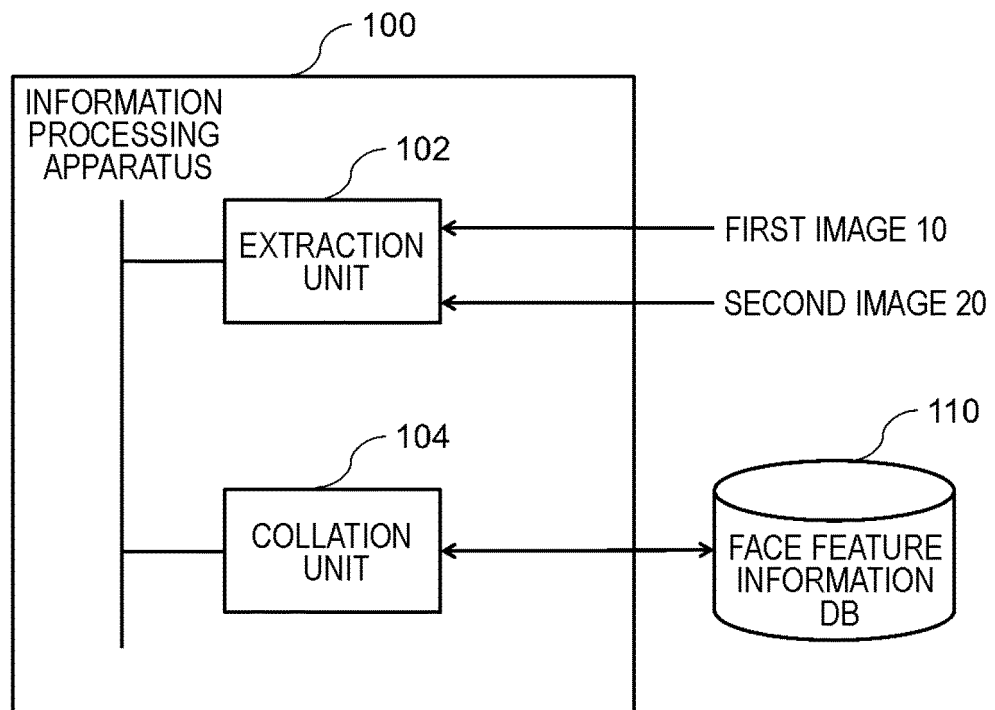 100
INFORMATION
PROCESSING
APPARATUS
102
EXTRACTION
UNIT
FIRST IMAGE 10
SECOND IMAGE 20
104
COLLATION
UNIT
110
FACE FEATURE
INFORMATION
DB